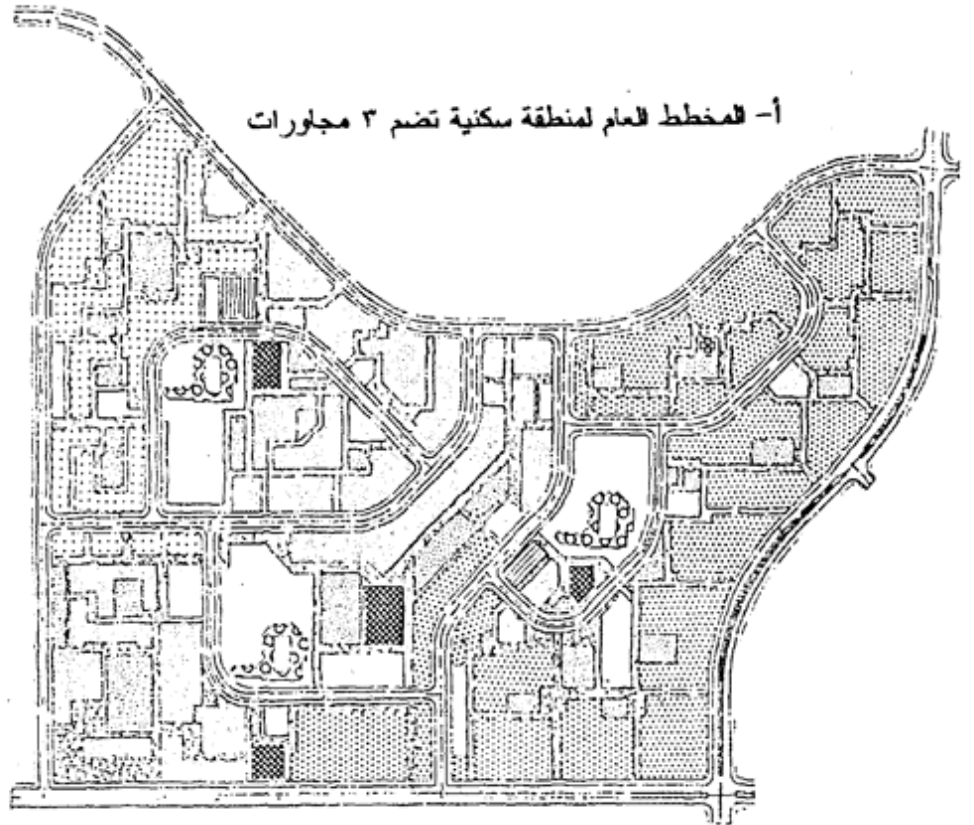 أ- المخطط العام لمنطقة سكنية تضم ٣ مجاورات